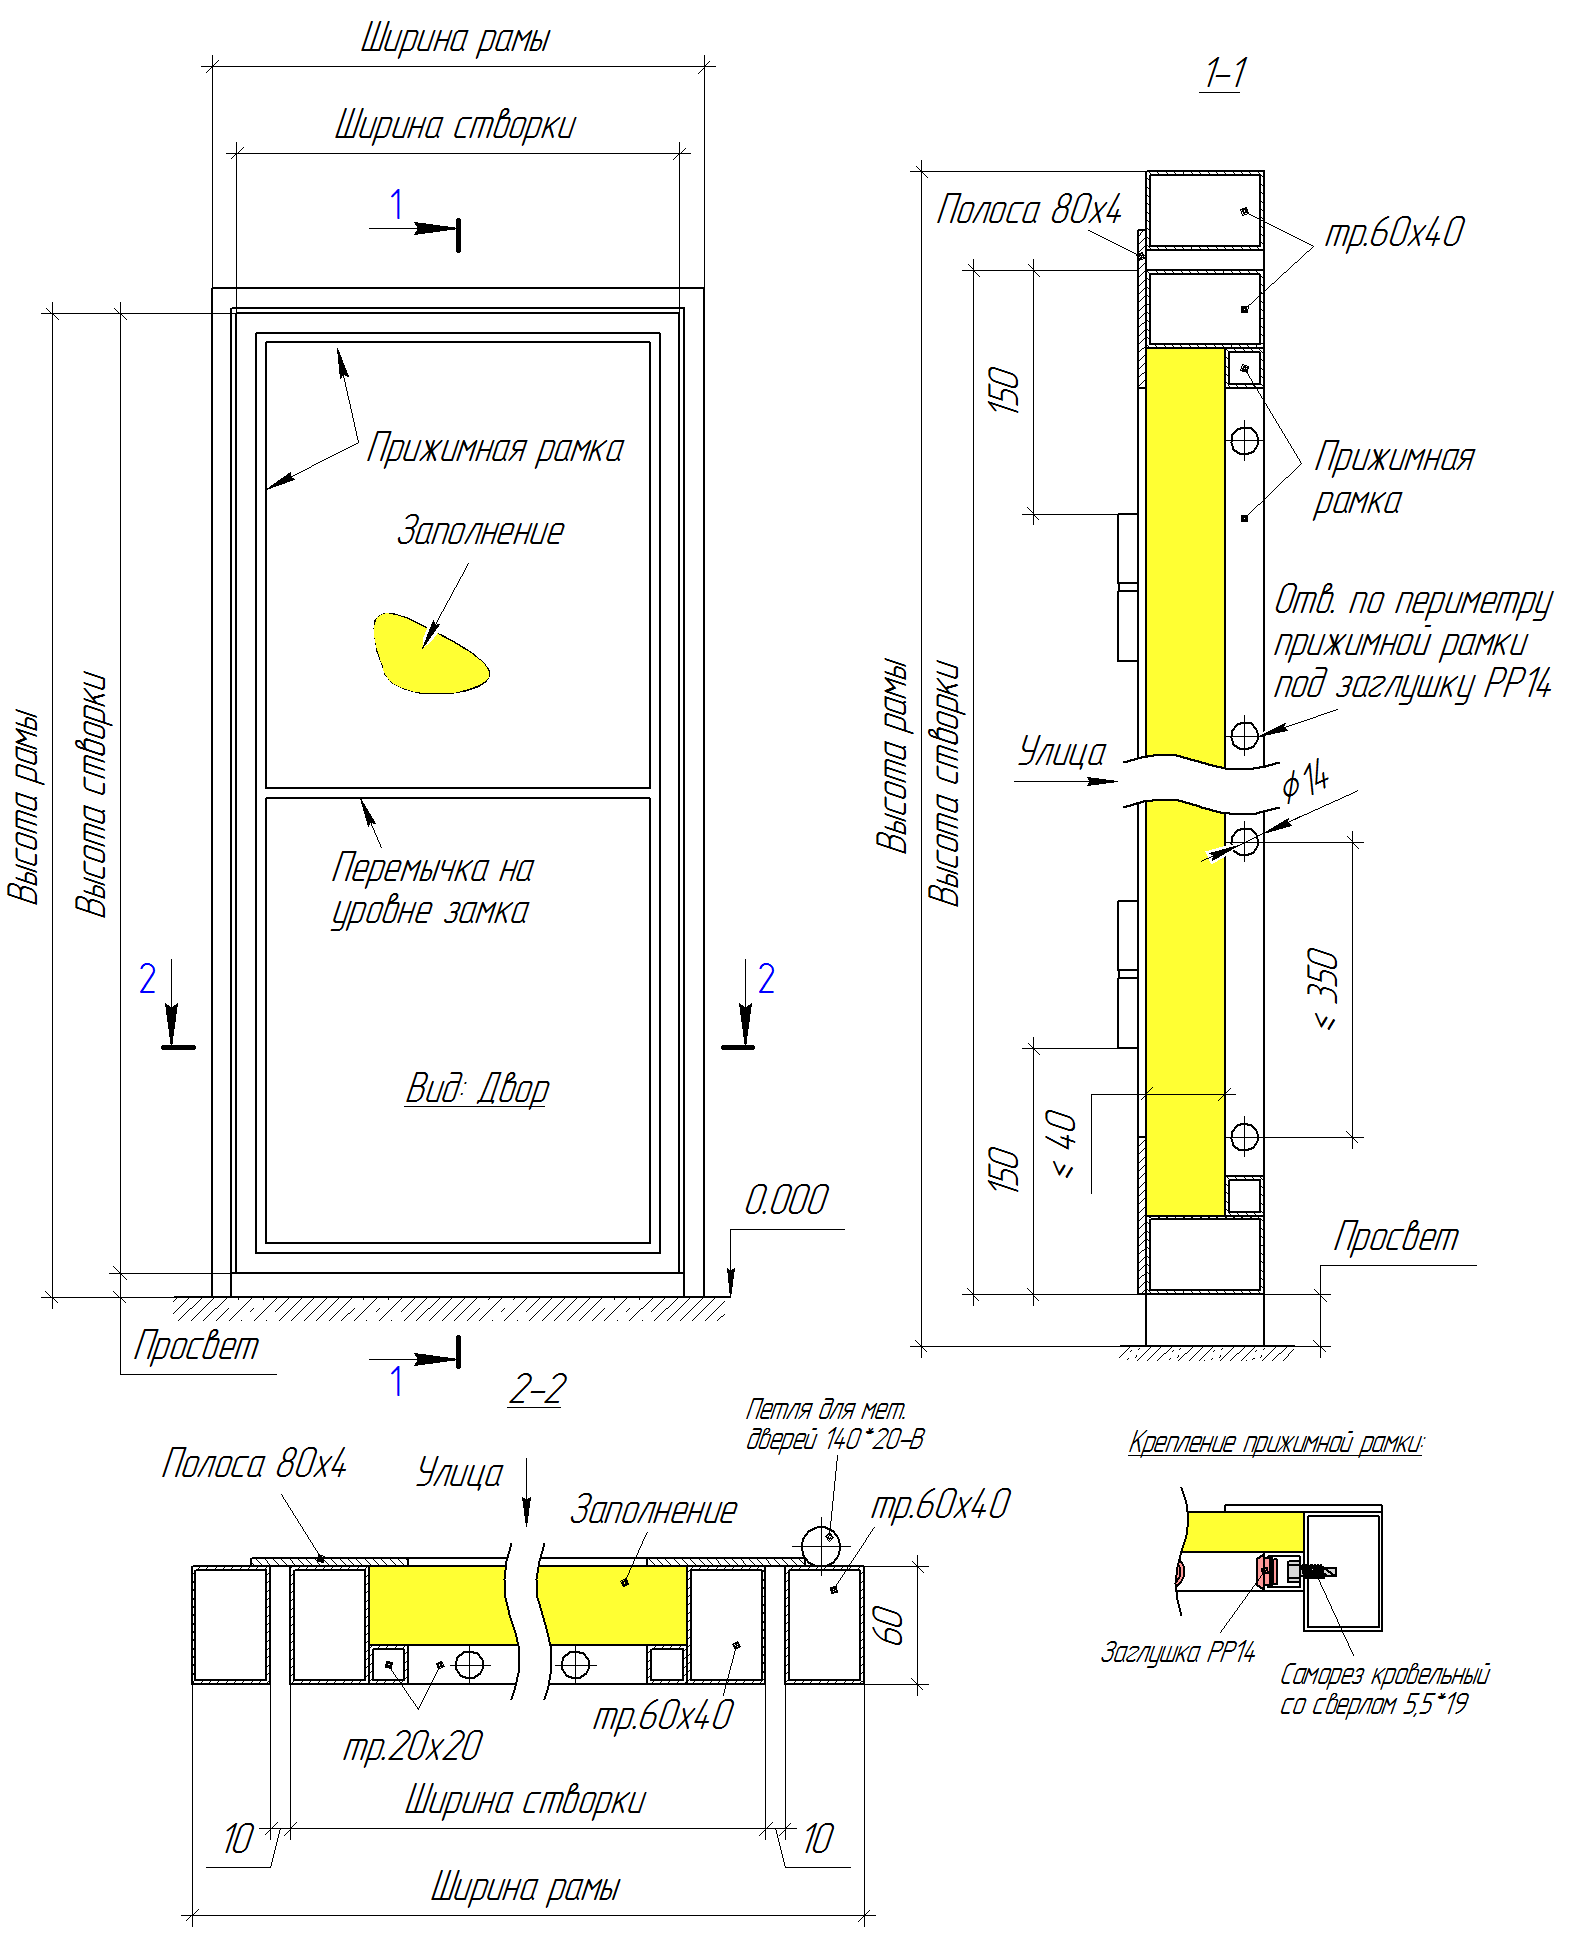 Ширина рамы
Ширина створки
1
Прижимная рамка
Заполнение
Высота рамы
Высота створки
Перемычка на
уровне замка
2
2
Вид: Двор
0.000
Просвет
1
1-1
Полоса 80х4
тр.60х40
150
Прижимная
рамка
Отв. по периметру
прижимной рамки
под заглушку РР14
Высота рамы
Высота створки
Улица
ϕ14
≤ 350
≤ 40
150
Просвет
2-2
Полоса 80х4
Улица
Заполнение
Петля для мет.
дверей 140*20-В
тр.60х40
60
тр.20х20
тр.60х40
Ширина створки
10
10
Ширина рамы
Крепление прижимной рамки:
Заглушка РР14
Саморез кровельный
со сверлом 5,5*19